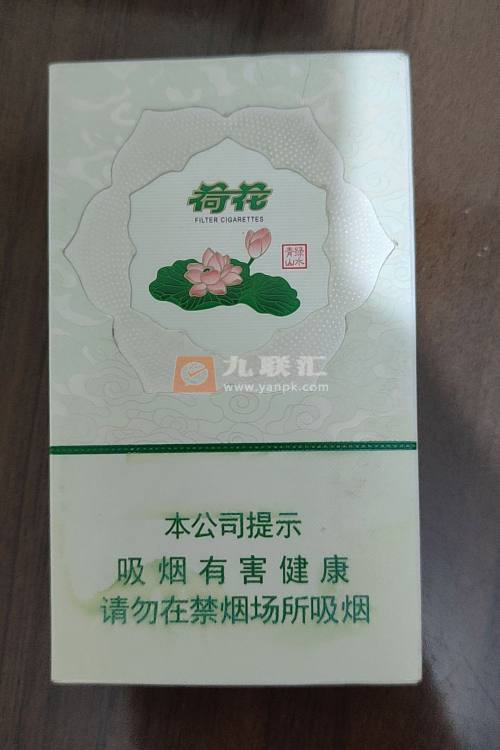 荷花
FILTER CIGARETTES
绿水
青山
九联汇
www.yanpk.com
本公司提示
吸烟有害健康
请勿在禁烟场所吸烟